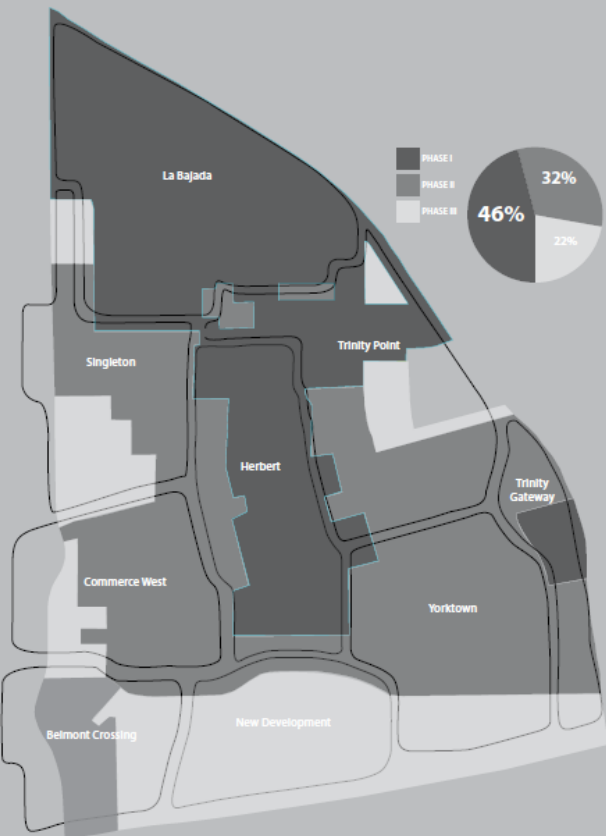 La Bajada
PHASE I
PHASE II
PHASE III
32%
46%
22%
Trinity Point
Singleton
Herbert
Trinity
Gateway
Commerce West
Yorktown
New Development
Belmont Crossing